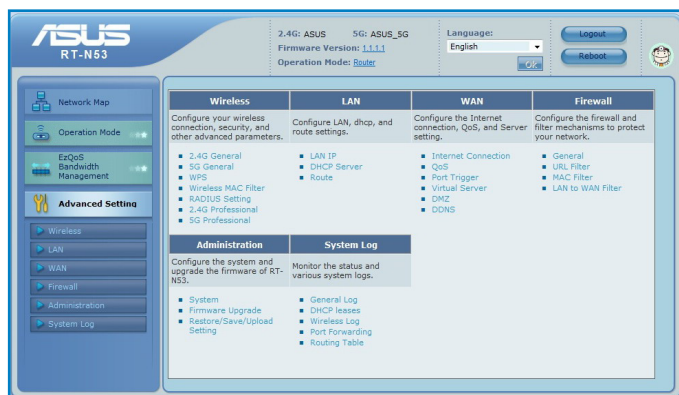 ASUS
RT-N53
2.4G: ASUS 5G: ASUS_5G
Firmware Version: 1.1.1.1
Operation Mode: Router
Language:
English
Ok
Logout
Reboot
Network Map
Operation Mode
EzQoS
Bandwidth
Management
Advanced Setting
Wireless
LAN
WAN
Firewall
Administration
System Log
Wireless
Configure your wireless
connection, security, and
other advanced parameters.
2.4G General
5G General
WPS
Wireless MAC Filter
RADIUS Setting
2.4G Professional
5G Professional
LAN
Configure LAN, dhcp, and
route settings.
LAN IP
DHCP Server
Route
WAN
Configure the Internet
connection, QoS, and Server
setting.
Internet Connection
QoS
Port Trigger
Virtual Server
DMZ
DDNS
Firewall
Configure the firewall and
filter mechanisms to protect
your network.
General
URL Filter
MAC Filter
LAN to WAN Filter
Administration
Configure the system and
upgrade the firmware of RT-
N53.
System
Firmware Upgrade
Restore/Save/Upload
Setting
System Log
Monitor the status and
various system logs.
General Log
DHCP leases
Wireless Log
Port Forwarding
Routing Table